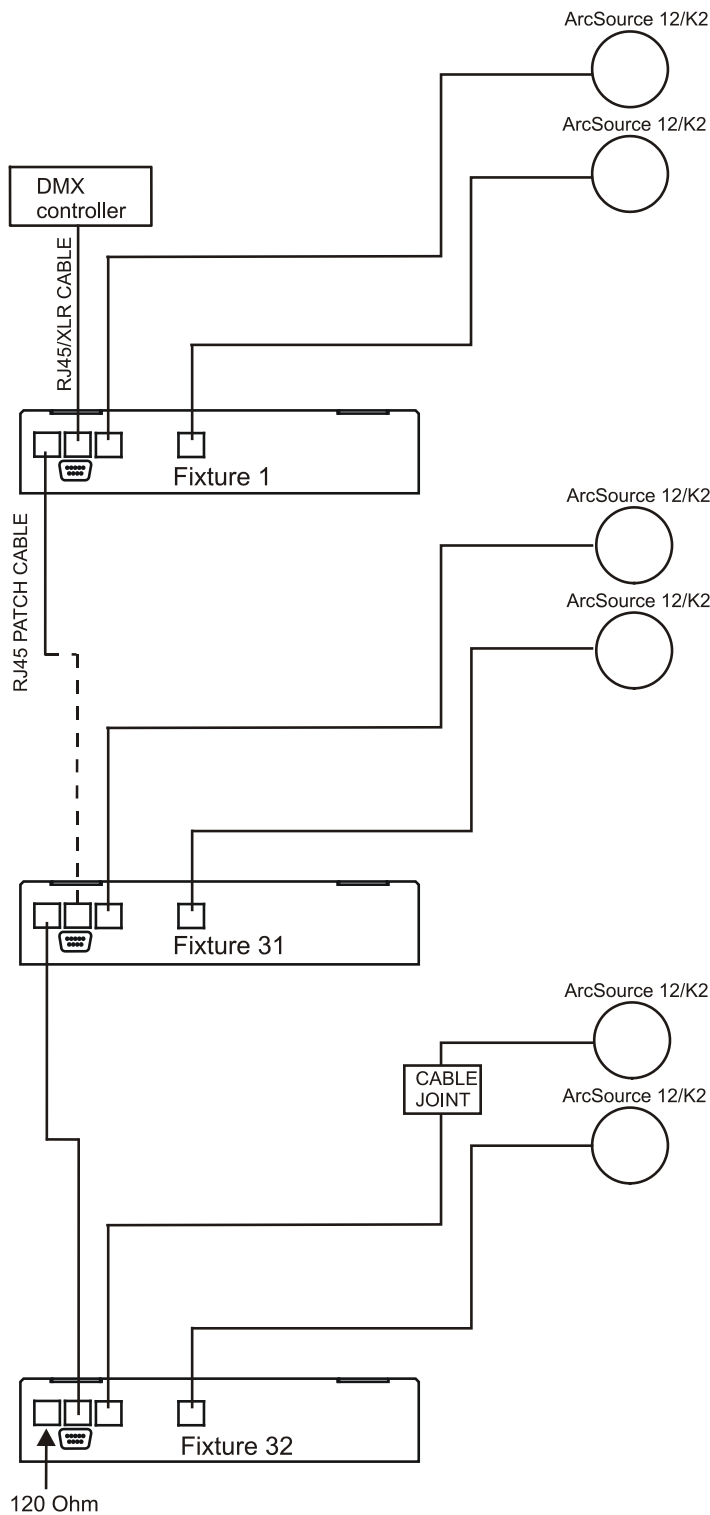 ArcSource 12/K2
ArcSource 12/K2
DMX
controller
RJ45/XLR CABLE
Fixture 1
RJ45 PATCH CABLE
ArcSource 12/K2
ArcSource 12/K2
Fixture 31
ArcSource 12/K2
CABLE
JOINT
ArcSource 12/K2
Fixture 32
120 Ohm